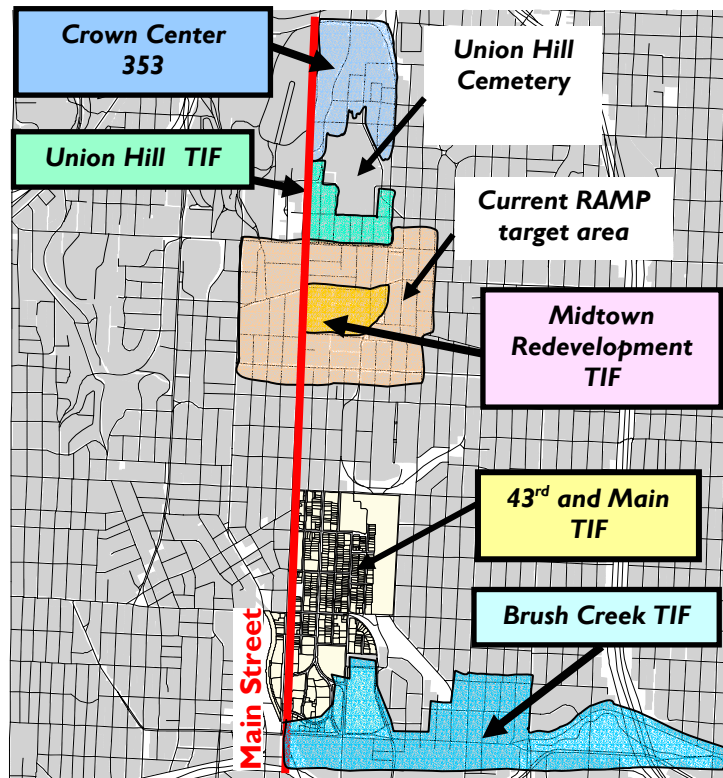 Crown Center
353
Union Hill
Cemetery
Union Hill TIF
Current RAMP
target area
Midtown
Redevelopment
TIF
43rd and Main
TIF
Brush Creek TIF
Main Street